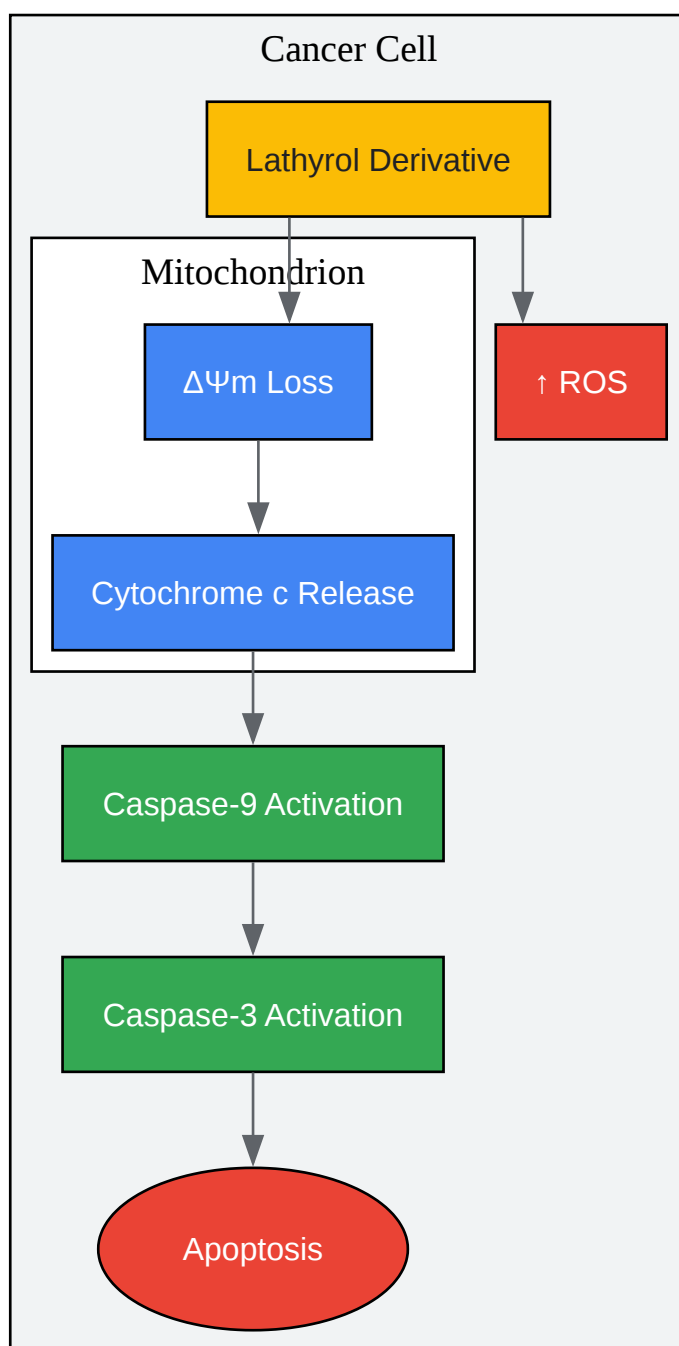 Cancer Cell
Lathyrol Derivative
Mitochondrion
ΔΨm Loss
↑ ROS
Cytochrome c Release
Caspase-9 Activation
Caspase-3 Activation
Apoptosis